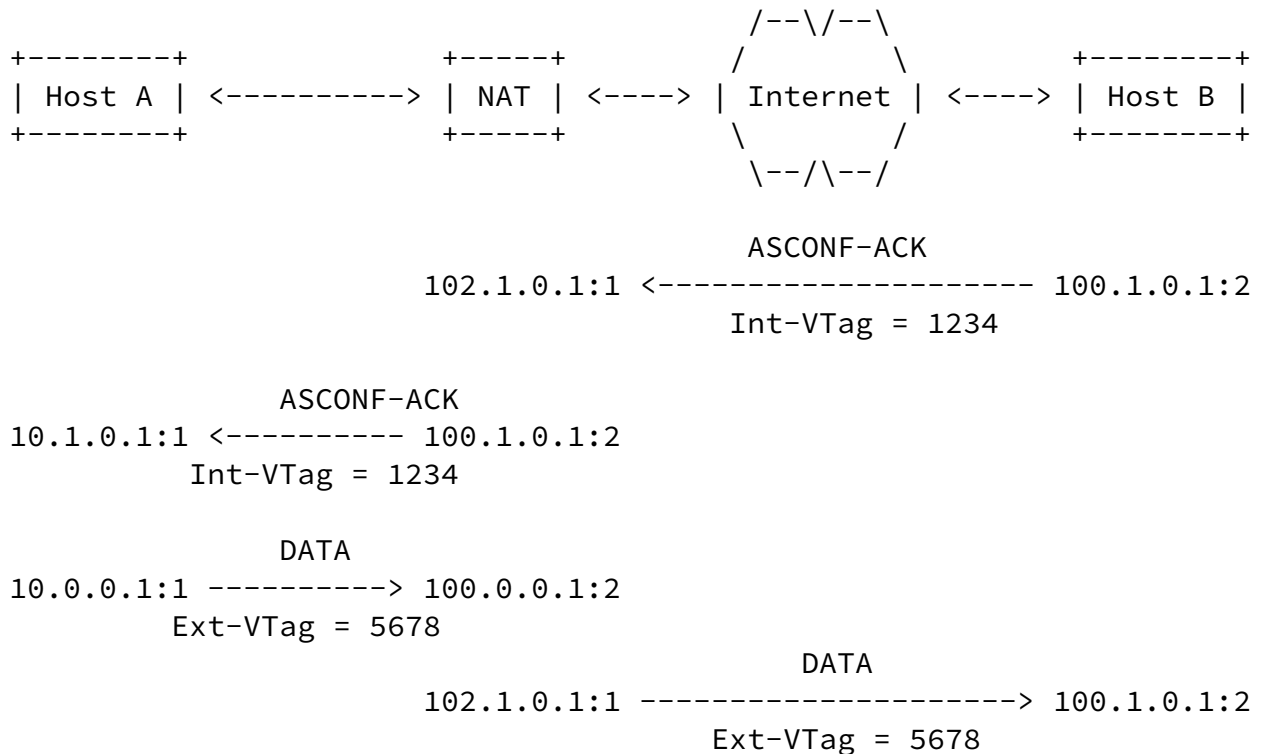 /--\/--\
+--------+               +-----+         /        \         +--------+
| Host A | <----------> | NAT | <----> | Internet | <----> | Host B |
+--------+               +-----+         \        /         +--------+
                                          \--/\--/
ASCONF-ACK
102.1.0.1:1 <--------------------- 100.1.0.1:2
Int-VTag = 1234
ASCONF-ACK
10.1.0.1:1 <---------- 100.1.0.1:2
Int-VTag = 1234
DATA
10.0.0.1:1 ----------> 100.0.0.1:2
Ext-VTag = 5678
DATA
102.1.0.1:1 ---------------------> 100.1.0.1:2
Ext-VTag = 5678